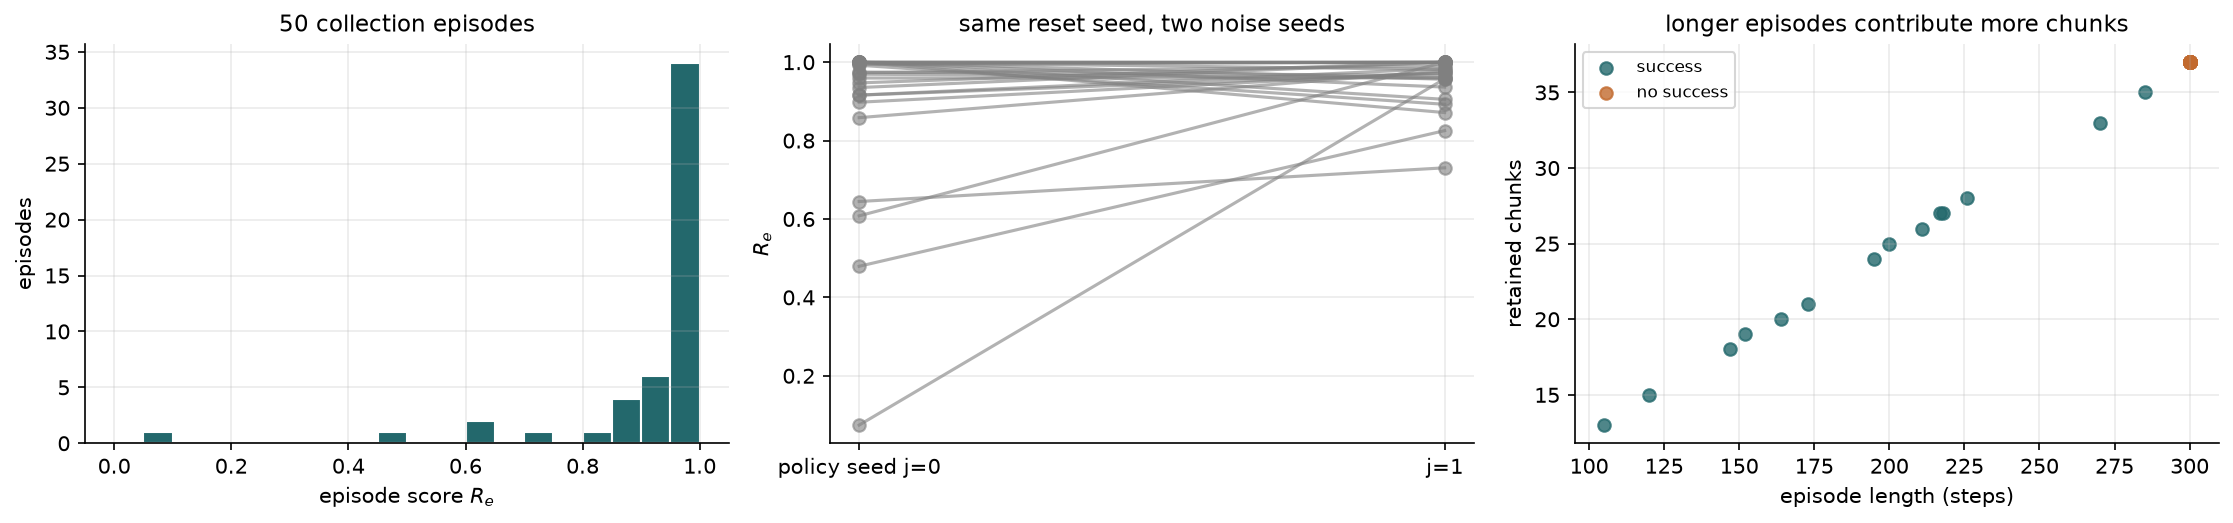 50 collection episodes
35
30
25
20
15
10
5
0
episodes
0.0 0.2 0.4 0.6 0.8 1.0
episode score Rₑ
same reset seed, two noise seeds
1.0
0.8
0.6
0.4
0.2
Rₑ
policy seed j=0 j=1
longer episodes contribute more chunks
success
no success
35
30
25
20
15
retained chunks
100 125 150 175 200 225 250 275 300
episode length (steps)